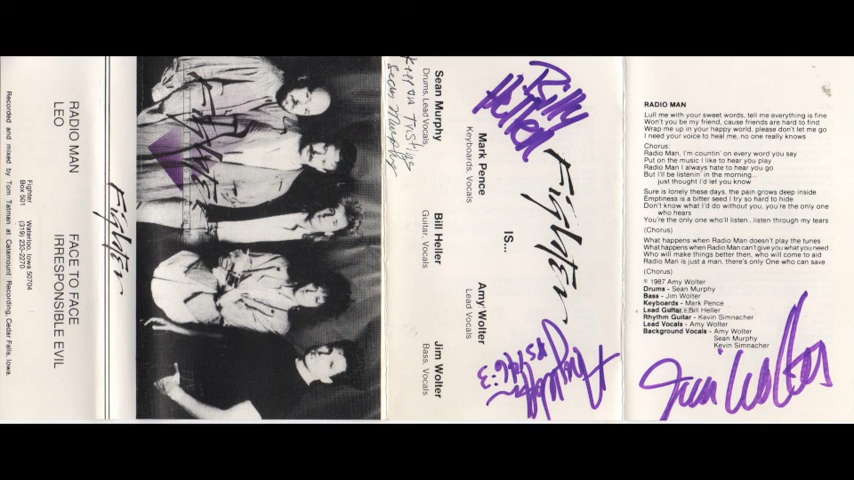 RADIO MAN
LEO
FACE TO FACE
IRRESPONSIBLE EVIL
Fighter
Box 501
Waterloo, Iowa 50704
(319) 232-2270
Recorded and mixed by Tom Tatman at Catamount Recording, Cedar Falls, Iowa.
Fighter
Fighter
Sean Murphy
Sean Murphy
Drums, Lead Vocals
Mark Pence
Keyboards, Vocals
Bill Heller
Guitar, Vocals
Amy Wolter
Lead Vocals
Jim Wolter
Bass, Vocals
Fighter
IS...
Billy
Heller
Amy Wolter
Ps 146:3
RADIO MAN
Lull me with your sweet words, tell me everything is fine
Won't you be my friend, cause friends are hard to find
Wrap me up in your happy world, please don't let me go
I need your voice to heal me, no one really knows
Chorus:
Radio Man, I'm countin' on every word you say
Put on the music I like to hear you play
Radio Man I always hate to hear you go
But I'll be listenin' in the morning...
just thought I'd let you know
Sure is lonely these days, the pain grows deep inside
Emptiness is a bitter seed I try so hard to hide
Don't know what I'd do without you, you're the only one
who hears
You're the only one who'll listen...listen through my tears
(Chorus)
What happens when Radio Man doesn't play the tunes
What happens when Radio Man can't give you what you need
Who will make things better then, who will come to aid
Radio Man is just a man, there's only One who can save
(Chorus)
© 1987 Amy Wolter
Drums - Sean Murphy
Bass - Jim Wolter
Keyboards - Mark Pence
Lead Guitar - Bill Heller
Rhythm Guitar - Kevin Simnacher
Lead Vocals - Amy Wolter
Background Vocals - Amy Wolter
Sean Murphy
Kevin Simnacher
Jim Wolter